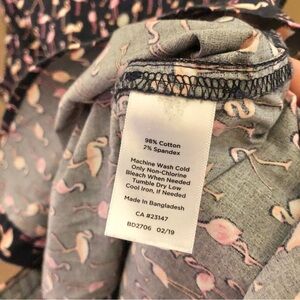 98% Cotton
2% Spandex
Machine Wash Cold
Only Non-Chlorine
Bleach When Needed
Tumble Dry Low
Cool Iron, If Needed
Made In Bangladesh
CA #23147
BD2706 02/19